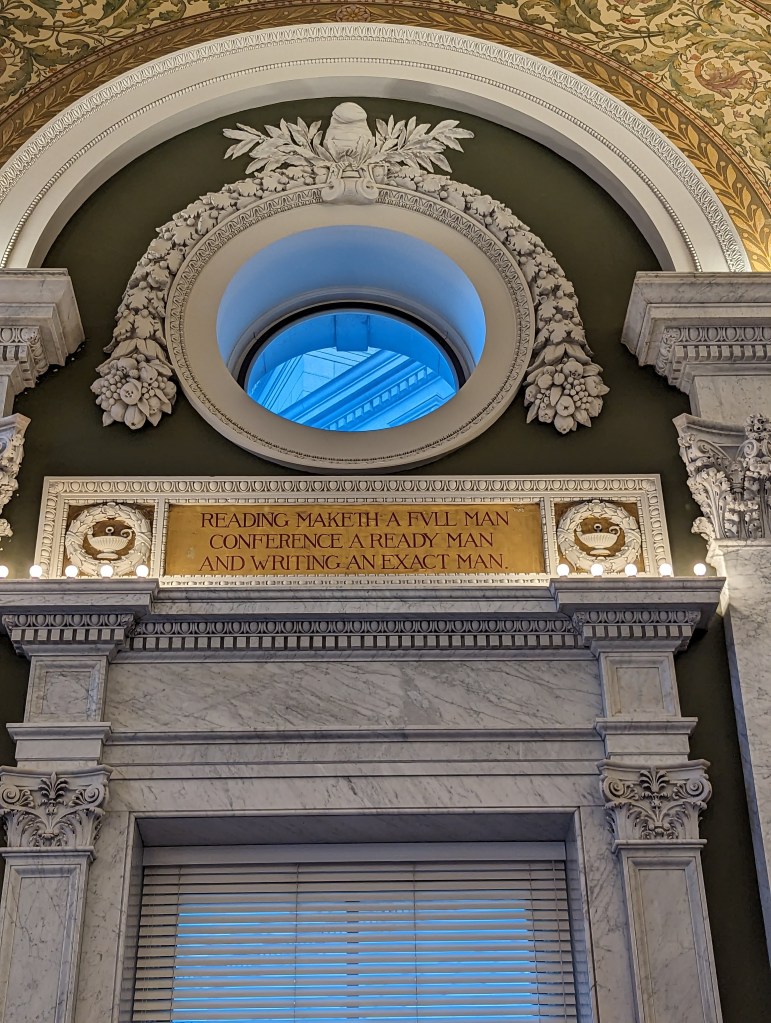 READING MAKETH A FVLL MAN
CONFERENCE A READY MAN
AND WRITING AN EXACT MAN